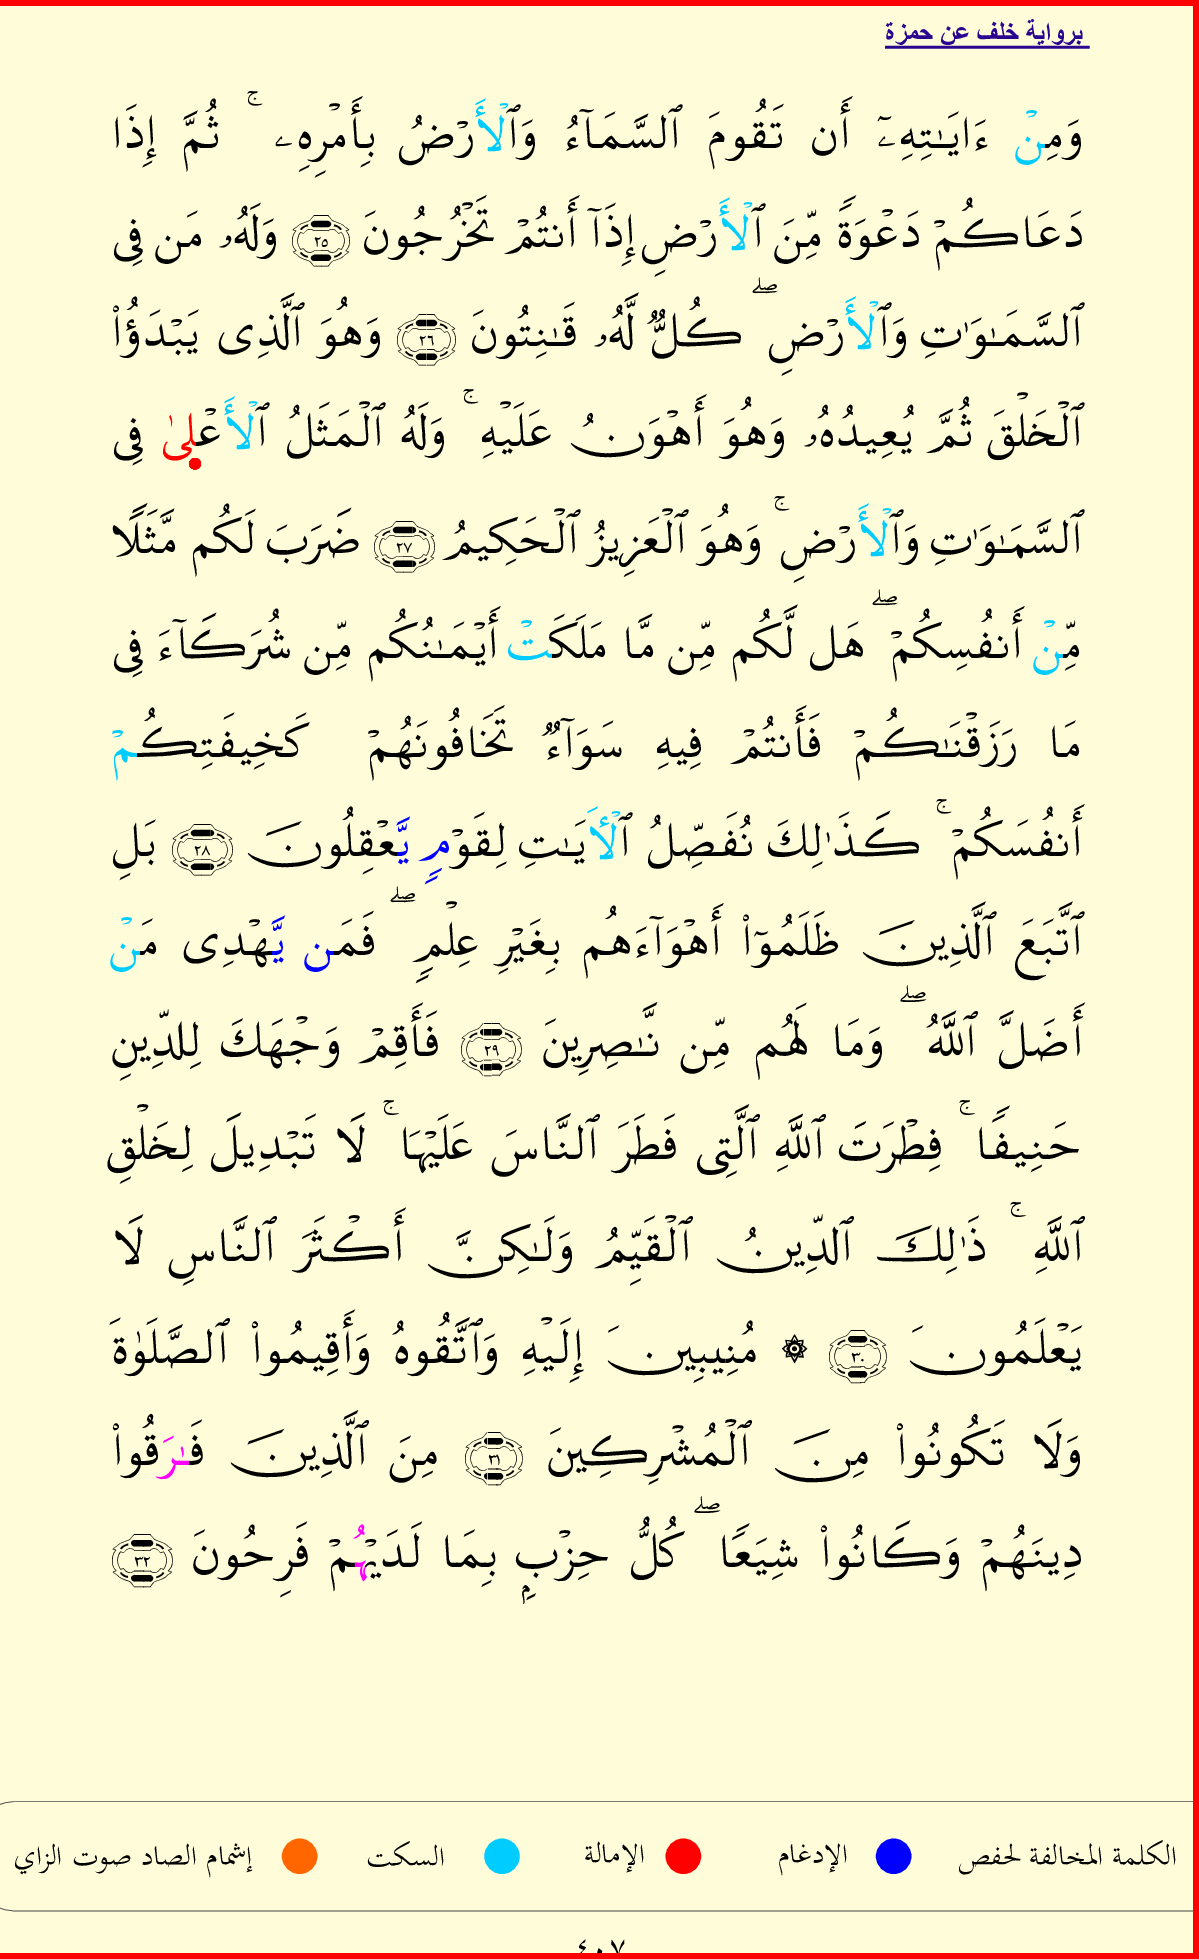 برواية خلف عن حمزة
وَمِنْ ءَايَـٰتِهِۦٓ أَن تَقُومَ ٱلسَّمَآءُ وَٱلْأَرْضُ بِأَمْرِهِۦ ۚ ثُمَّ إِذَا
دَعَاكُمْ دَعْوَةً مِّنَ ٱلْأَرْضِ إِذَآ أَنتُمْ تَخْرُجُونَ ٢٥ وَلَهُۥ مَن فِى
ٱلسَّمَـٰوَٰتِ وَٱلْأَرْضِ ۖ كُلٌّ لَّهُۥ قَـٰنِتُونَ ٢٦ وَهُوَ ٱلَّذِى يَبْدَؤُا۟
ٱلْخَلْقَ ثُمَّ يُعِيدُهُۥ وَهُوَ أَهْوَنُ عَلَيْهِ ۚ وَلَهُ ٱلْمَثَلُ ٱلْأَعْلىٰ فِى
ٱلسَّمَـٰوَٰتِ وَٱلْأَرْضِ ۚ وَهُوَ ٱلْعَزِيزُ ٱلْحَكِيمُ ٢٧ ضَرَبَ لَكُم مَّثَلًا
مِّنْ أَنفُسِكُمْ ۖ هَل لَّكُم مِّن مَّا مَلَكَتْ أَيْمَـٰنُكُم مِّن شُرَكَآءَ فِى
مَا رَزَقْنَـٰكُمْ فَأَنتُمْ فِيهِ سَوَآءٌ تَخَافُونَهُمْ كَخِيفَتِكُمْ
أَنفُسَكُمْ ۚ كَذَٰلِكَ نُفَصِّلُ ٱلْأَيَـٰتِ لِقَوْمٍ يَّعْقِلُونَ ٢٨ بَلِ
ٱتَّبَعَ ٱلَّذِينَ ظَلَمُوٓا۟ أَهْوَآءَهُم بِغَيْرِ عِلْمٍ ۖ فَمَن يَّهْدِى مَنْ
أَضَلَّ ٱللَّهُ ۖ وَمَا لَهُم مِّن نَّـٰصِرِينَ ٢٩ فَأَقِمْ وَجْهَكَ لِلدِّينِ
حَنِيفًا ۚ فِطْرَتَ ٱللَّهِ ٱلَّتِى فَطَرَ ٱلنَّاسَ عَلَيْهَا ۚ لَا تَبْدِيلَ لِخَلْقِ
ٱللَّهِ ۚ ذَٰلِكَ ٱلدِّينُ ٱلْقَيِّمُ وَلَـٰكِنَّ أَكْثَرَ ٱلنَّاسِ لَا
يَعْلَمُونَ ٣٠ ۞ مُنِيبِينَ إِلَيْهِ وَٱتَّقُوهُ وَأَقِيمُوا۟ ٱلصَّلَوٰةَ
وَلَا تَكُونُوا۟ مِنَ ٱلْمُشْرِكِينَ ٣١ مِنَ ٱلَّذِينَ فَـٰرَقُوا۟
دِينَهُمْ وَكَانُوا۟ شِيَعًا ۖ كُلُّ حِزْبٍۭ بِمَا لَدَيْهُمْ فَرِحُونَ ٣٢
الكلمة المخالفة لحفص الإدغام الإمالة السكت إشمام الصاد صوت الزاي
٤٠٧